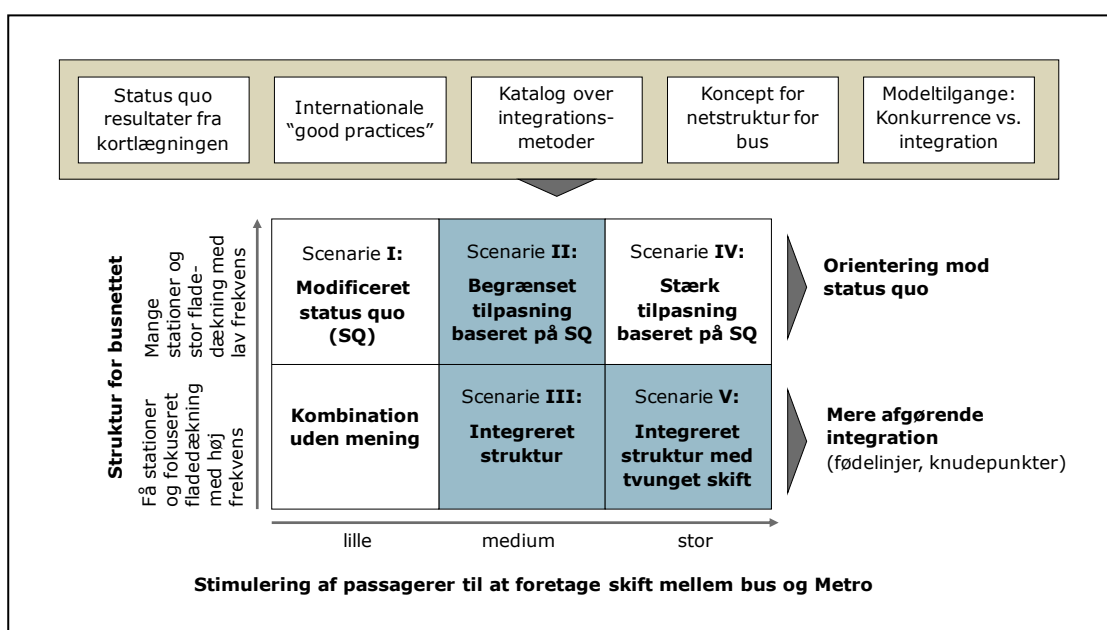 Status quo
resultater fra
kortlægningen
Internationale
“good practices”
Katalog over
integrations-
metoder
Koncept for
netstruktur for
bus
Modeltilgange:
Konkurrence vs.
integration
Struktur for busnettet
Mange
stationer og
stor flade-
dækning med
lav frekvens
Få stationer
og fokuseret
fladedækning
med høj
frekvens
Scenarie I:
Modificeret
status quo
(SQ)
Scenarie II:
Begrænset
tilpasning
baseret på SQ
Scenarie IV:
Stærk
tilpasning
baseret på SQ
Orientering mod
status quo
Kombination
uden mening
Scenarie III:
Integreret
struktur
Scenarie V:
Integreret
struktur med
tvunget skift
Mere afgørende
integration
(fødelinjer, knudepunkter)
lille
medium
stor
Stimulering af passagerer til at foretage skift mellem bus og Metro